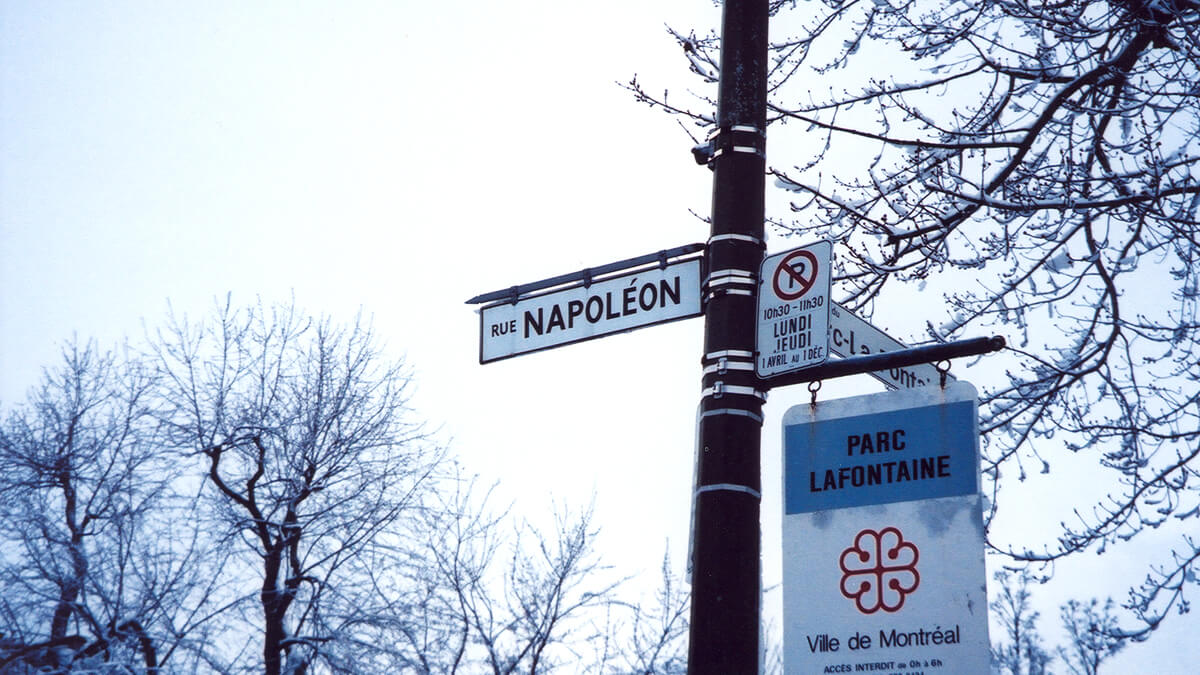 RUE NAPOLÉON
P
10h30-11h30
LUNDI
JEUDI
1 AVRIL AU 1 DÉC.
du
PARC
LAFONTAINE
Ville de Montréal
ACCÈS INTERDIT de 0h à 6h